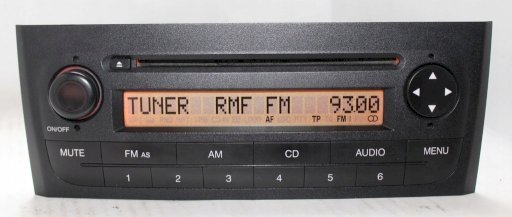 TUNER RMF FM 9300
AF TP FM I CD
ON/OFF
MUTE FM AS AM CD AUDIO MENU
1 2 3 4 5 6